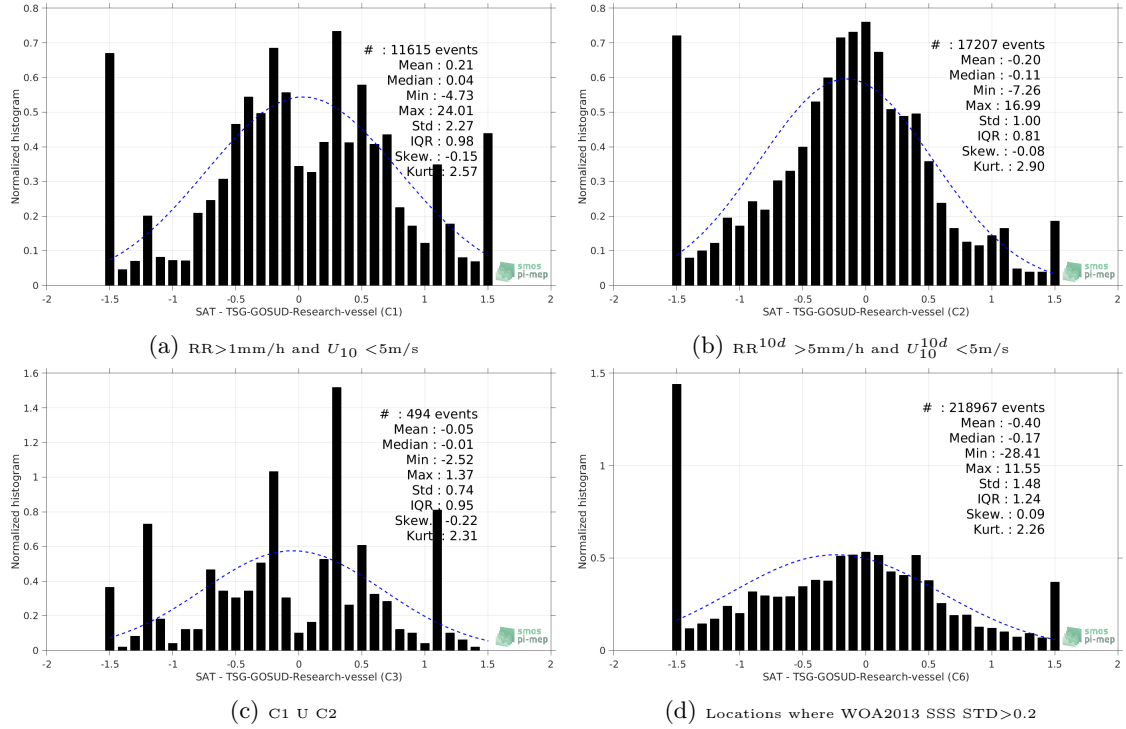 0.8
0.7
0.6
0.5
0.4
0.3
0.2
0.1
0
Normalized histogram
-2
-1.5
-1
-0.5
0
0.5
1
1.5
2
# : 11615 events
Mean : 0.21
Median : 0.04
Min : -4.73
Max : 24.01
Std : 2.27
IQR : 0.98
Skew. : -0.15
Kurt. : 2.57
smos
pi-mep
SAT - TSG-GOSUD-Research-vessel (C1)
(a) RR>1mm/h and U10 <5m/s
0.8
0.7
0.6
0.5
0.4
0.3
0.2
0.1
0
Normalized histogram
-2
-1.5
-1
-0.5
0
0.5
1
1.5
2
# : 17207 events
Mean : -0.20
Median : -0.11
Min : -7.26
Max : 16.99
Std : 1.00
IQR : 0.81
Skew. : -0.08
Kurt. : 2.90
smos
pi-mep
SAT - TSG-GOSUD-Research-vessel (C2)
(b) RR10d >5mm/h and U10d10 <5m/s
1.6
1.4
1.2
1
0.8
0.6
0.4
0.2
0
Normalized histogram
-2
-1.5
-1
-0.5
0
0.5
1
1.5
2
# : 494 events
Mean : -0.05
Median : -0.01
Min : -2.52
Max : 1.37
Std : 0.74
IQR : 0.95
Skew. : -0.22
Kurt. : 2.31
smos
pi-mep
SAT - TSG-GOSUD-Research-vessel (C3)
(c) C1 U C2
1.5
1
0.5
0
Normalized histogram
-2
-1.5
-1
-0.5
0
0.5
1
1.5
2
# : 218967 events
Mean : -0.40
Median : -0.17
Min : -28.41
Max : 11.55
Std : 1.48
IQR : 1.24
Skew. : 0.09
Kurt. : 2.26
smos
pi-mep
SAT - TSG-GOSUD-Research-vessel (C6)
(d) Locations where WOA2013 SSS STD>0.2